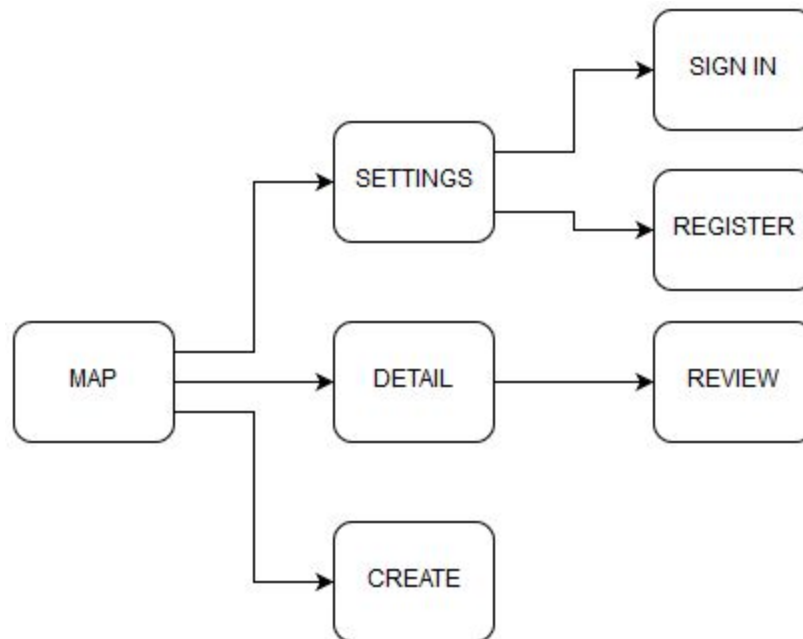 SIGN IN
SETTINGS
REGISTER
MAP
DETAIL
REVIEW
CREATE